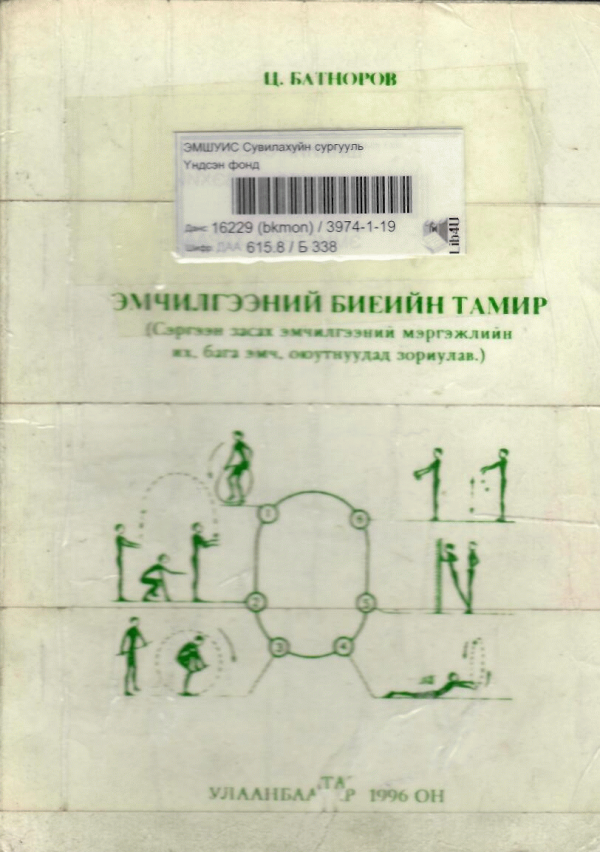 Ц. БАТНОРОВ
ЭМШУИС Сувилахуйн сургууль
Үндсэн фонд
Данс 16229 (bkmon) / 3974-1-19
Шифр ДАА 615.8 / Б 338
Lib4U
ЭМЧИЛГЭЭНИЙ БИЕИЙН ТАМИР
(Сэргээн засах эмчилгээний мэргэжлийн
их, бага эмч, оюутнуудад зориулав.)
1
6
2
5
3
4
УЛААНБААТАР 1996 ОН